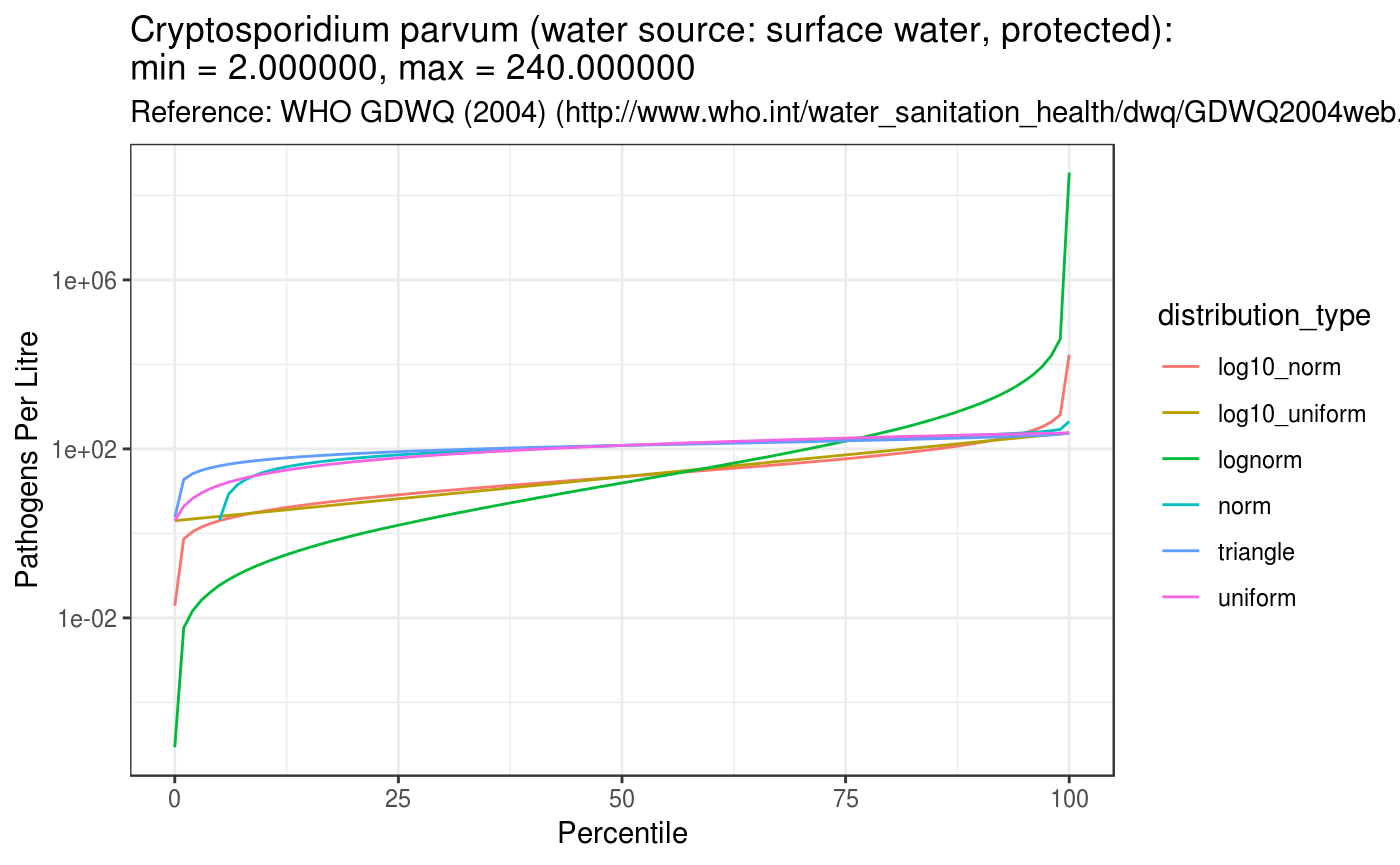 Cryptosporidium parvum (water source: surface water, protected):
min = 2.000000, max = 240.000000
Reference: WHO GDWQ (2004) (http://www.who.int/water_sanitation_health/dwq/GDWQ2004web.
Pathogens Per Litre
1e+06
1e+02
1e-02
0 25 50 75 100
Percentile
distribution_type
log10_norm
log10_uniform
lognorm
norm
triangle
uniform